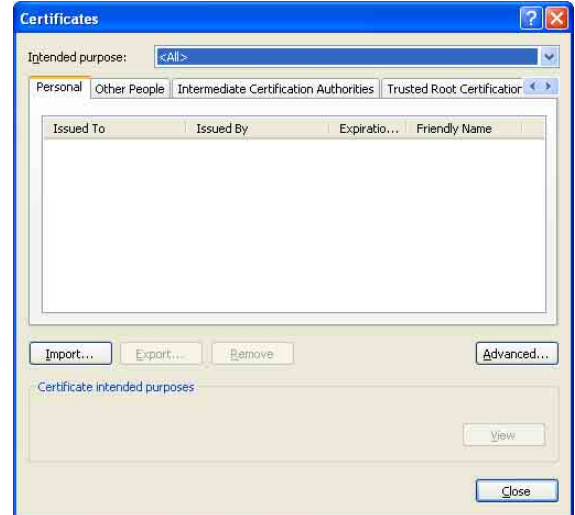 Certificates
Intended purpose: <All>
Personal Other People Intermediate Certification Authorities Trusted Root Certification
Issued To Issued By Expiratio... Friendly Name
Import... Export... Remove Advanced...
Certificate intended purposes
View
Close